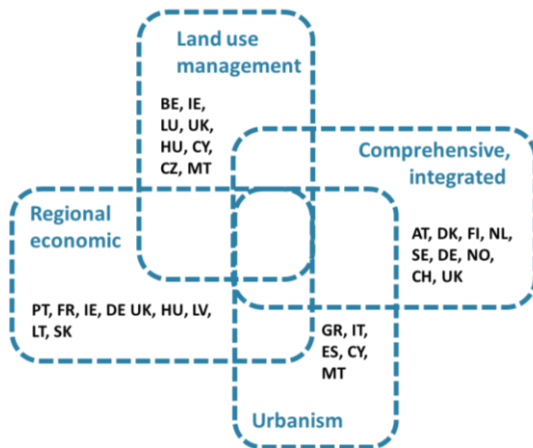 Land use
management
BE, IE,
LU, UK,
HU, CY,
CZ, MT
Comprehensive,
integrated
AT, DK, FI, NL,
SE, DE, NO,
CH, UK
Regional
economic
PT, FR, IE, DE UK, HU, LV,
LT, SK
GR, IT,
ES, CY,
MT
Urbanism